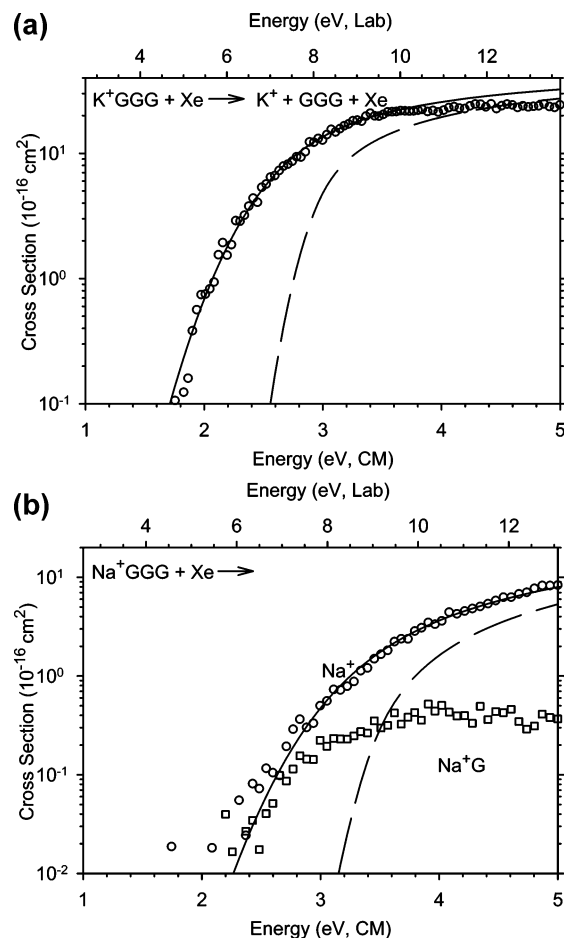 (a)
Energy (eV, Lab)
4 6 8 10 12
K⁺GGG + Xe → K⁺ + GGG + Xe
Cross Section (10⁻¹⁶ cm²)
10¹
10⁰
10⁻¹
1 2 3 4 5
Energy (eV, CM)
(b)
Energy (eV, Lab)
4 6 8 10 12
Na⁺GGG + Xe →
Cross Section (10⁻¹⁶ cm²)
10¹
10⁰
10⁻¹
10⁻²
Na⁺
Na⁺G
1 2 3 4 5
Energy (eV, CM)